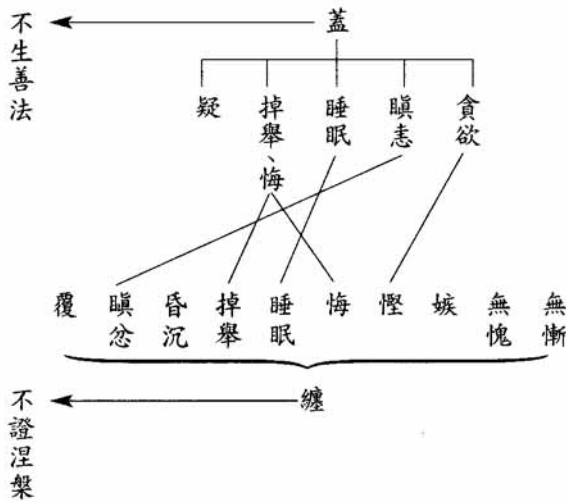 蓋
不生善法
貪欲
瞋恚
睡眠
掉舉、悔
疑
無慚
無愧
嫉
慳
悔
睡眠
掉舉
昏沉
瞋忿
覆
纏
不證涅槃